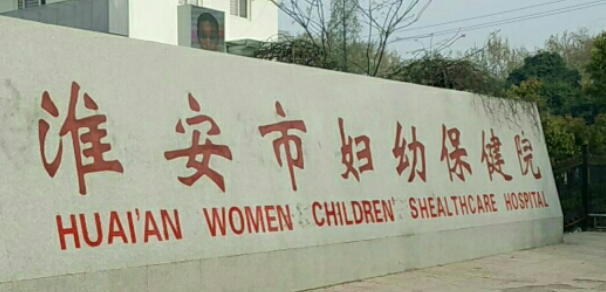 淮安市妇幼保健院
HUAI'AN WOMEN CHILDREN' SHEALTHCARE HOSPITAL